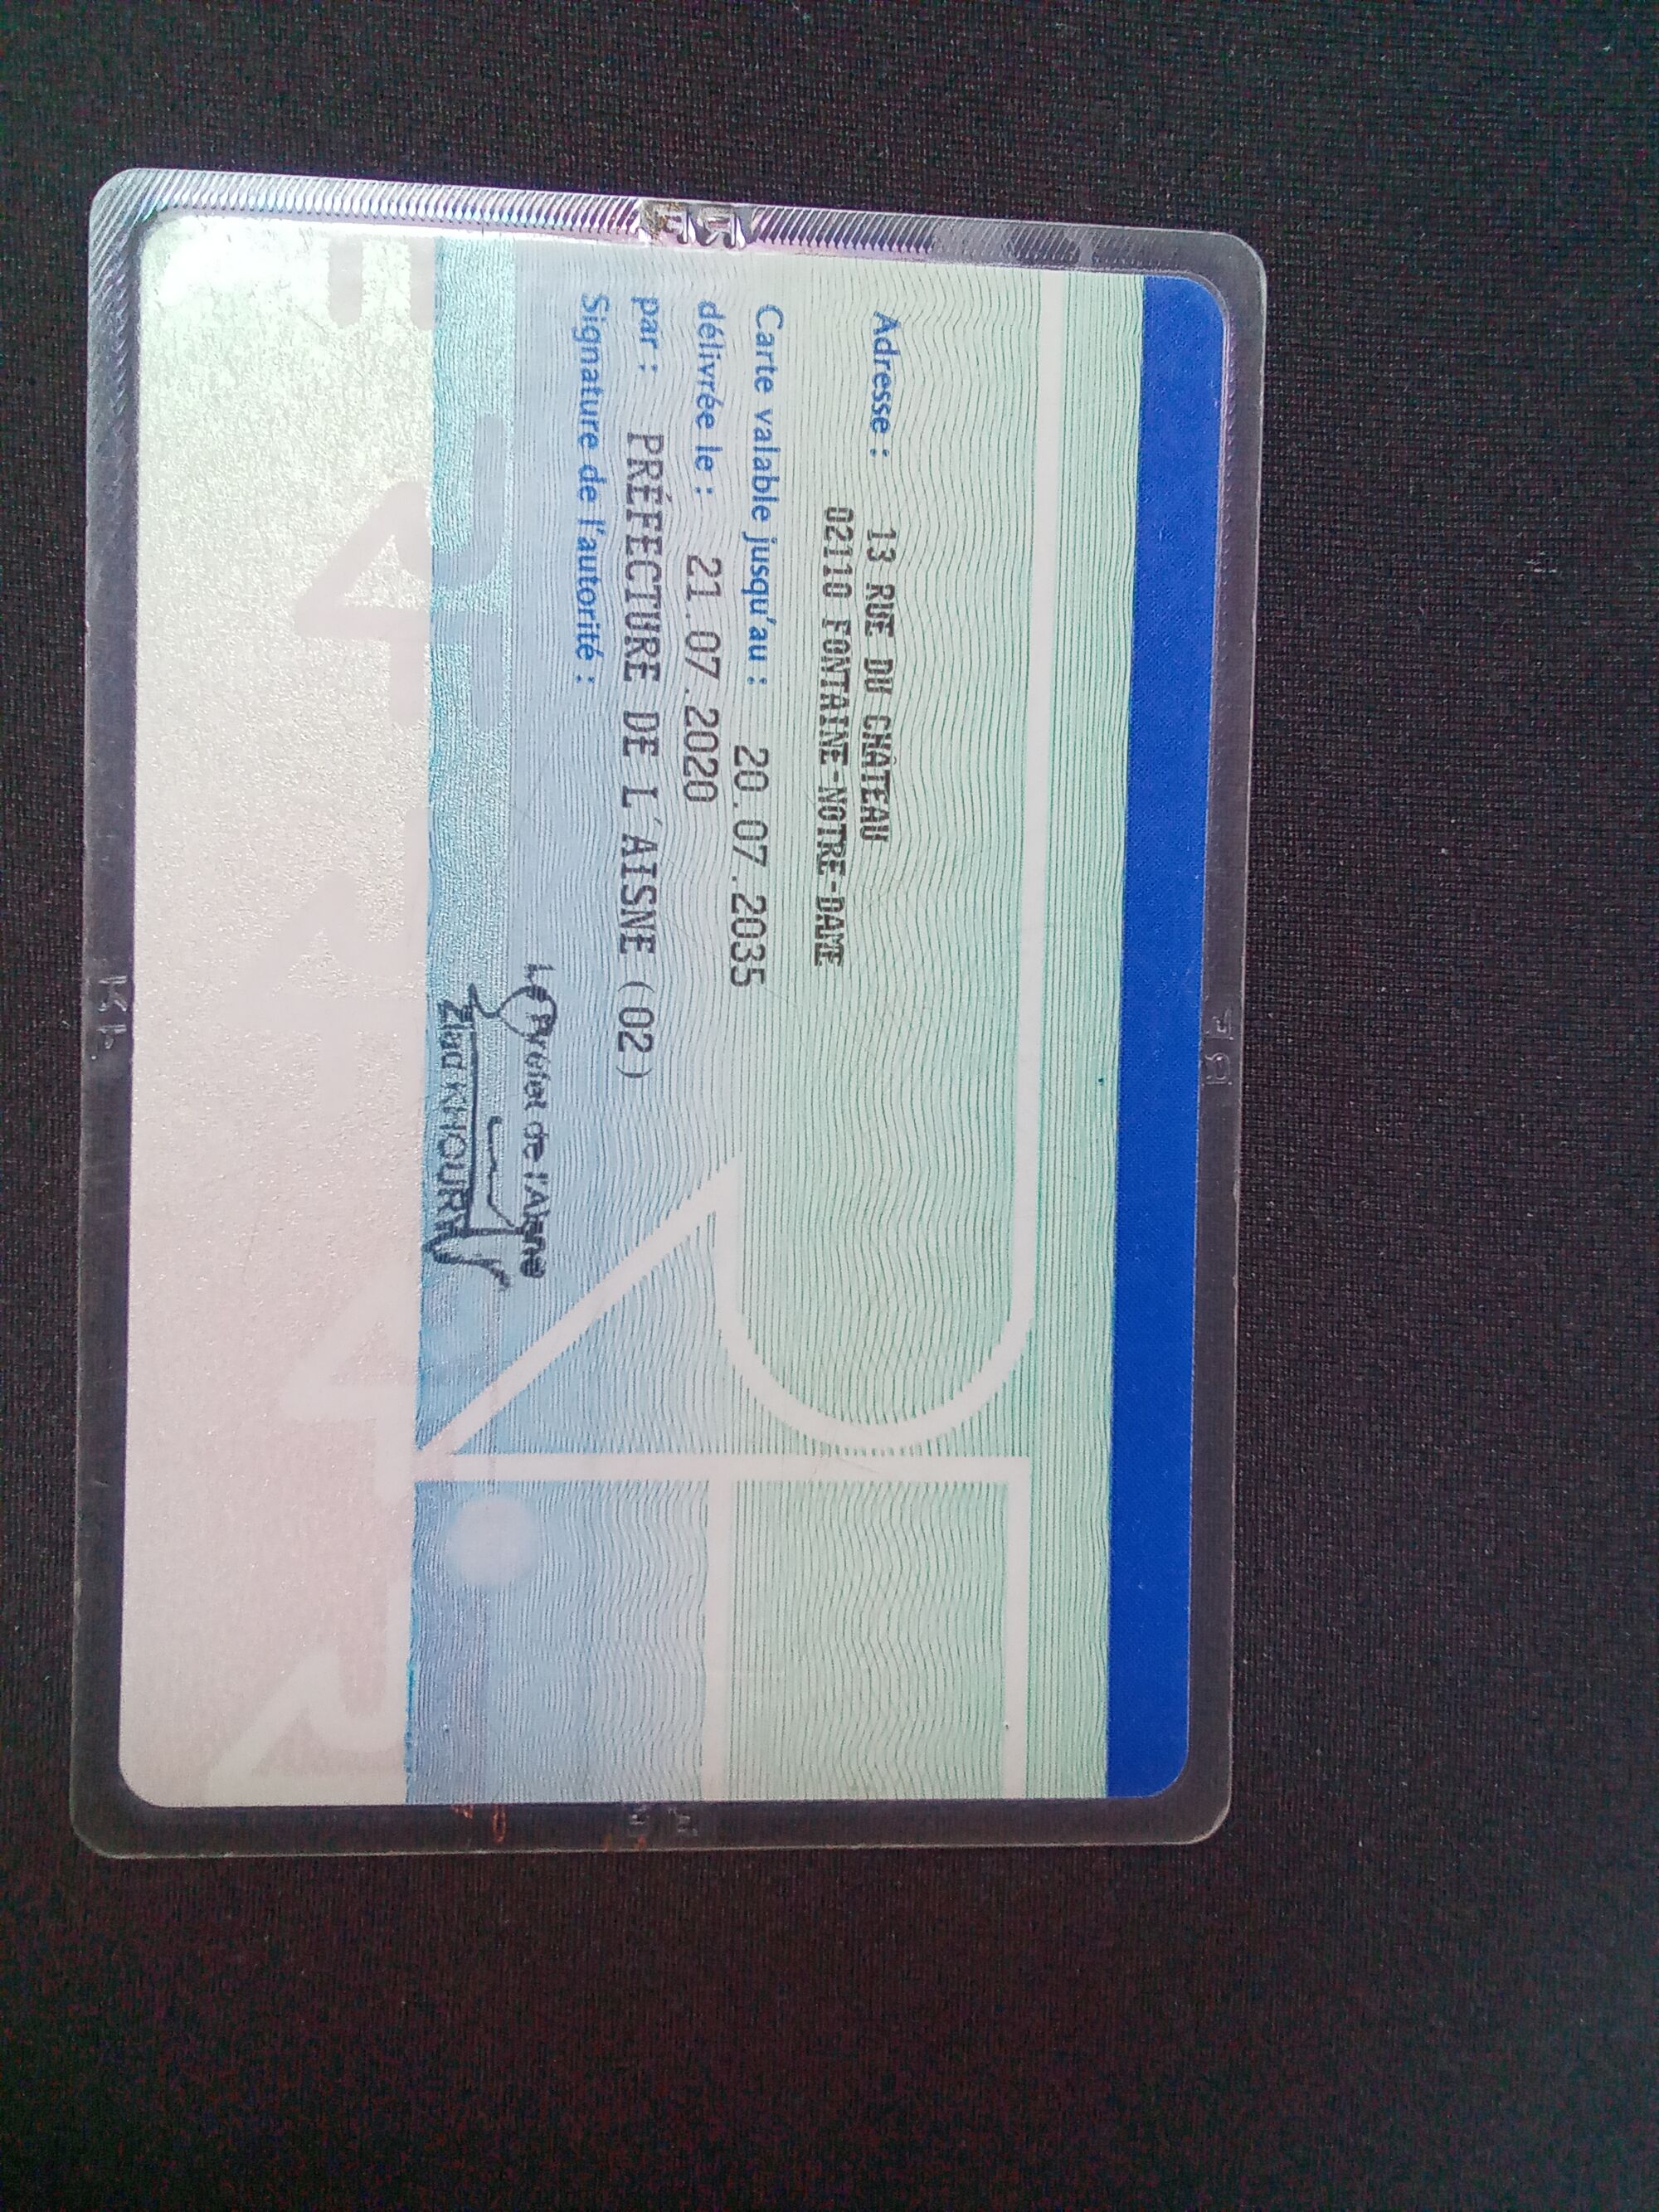 Adresse : 13 RUE DU CHÂTEAU
02110 FONTAINE-NOTRE-DAME
Carte valable jusqu'au : 20.07.2035
délivrée le : 21.07.2020
par : PRÉFECTURE DE L'AISNE (02)
Signature de l'autorité :
Le Préfet de l'Aisne
Ziad KHOURY
RF